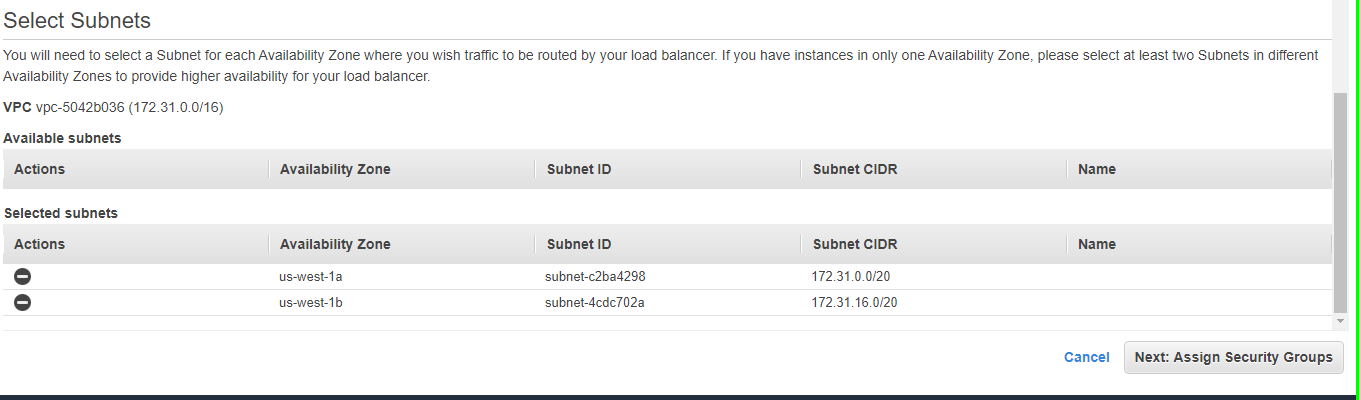 Select Subnets
You will need to select a Subnet for each Availability Zone where you wish traffic to be routed by your load balancer. If you have instances in only one Availability Zone, please select at least two Subnets in different
Availability Zones to provide higher availability for your load balancer.
VPC vpc-5042b036 (172.31.0.0/16)
Available subnets
Actions Availability Zone Subnet ID Subnet CIDR Name
Selected subnets
Actions Availability Zone Subnet ID Subnet CIDR Name
us-west-1a subnet-c2ba4298 172.31.0.0/20
us-west-1b subnet-4cdc702a 172.31.16.0/20
Cancel Next: Assign Security Groups